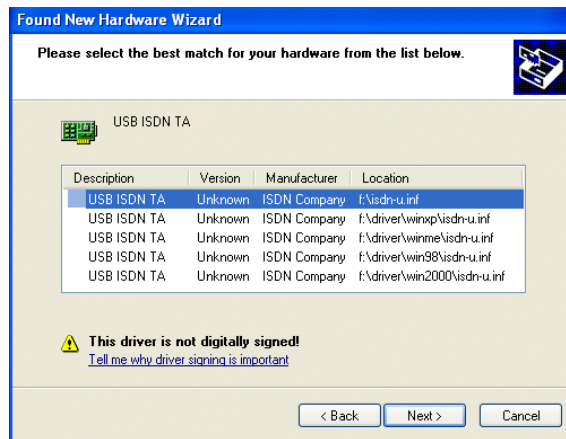 Found New Hardware Wizard
Please select the best match for your hardware from the list below.
USB ISDN TA
Description Version Manufacturer Location
USB ISDN TA Unknown ISDN Company f:\isdn-u.inf
USB ISDN TA Unknown ISDN Company f:\driver\winxp\isdn-u.inf
USB ISDN TA Unknown ISDN Company f:\driver\winme\isdn-u.inf
USB ISDN TA Unknown ISDN Company f:\driver\win98\isdn-u.inf
USB ISDN TA Unknown ISDN Company f:\driver\win2000\isdn-u.inf
This driver is not digitally signed!
Tell me why driver signing is important
< Back Next > Cancel